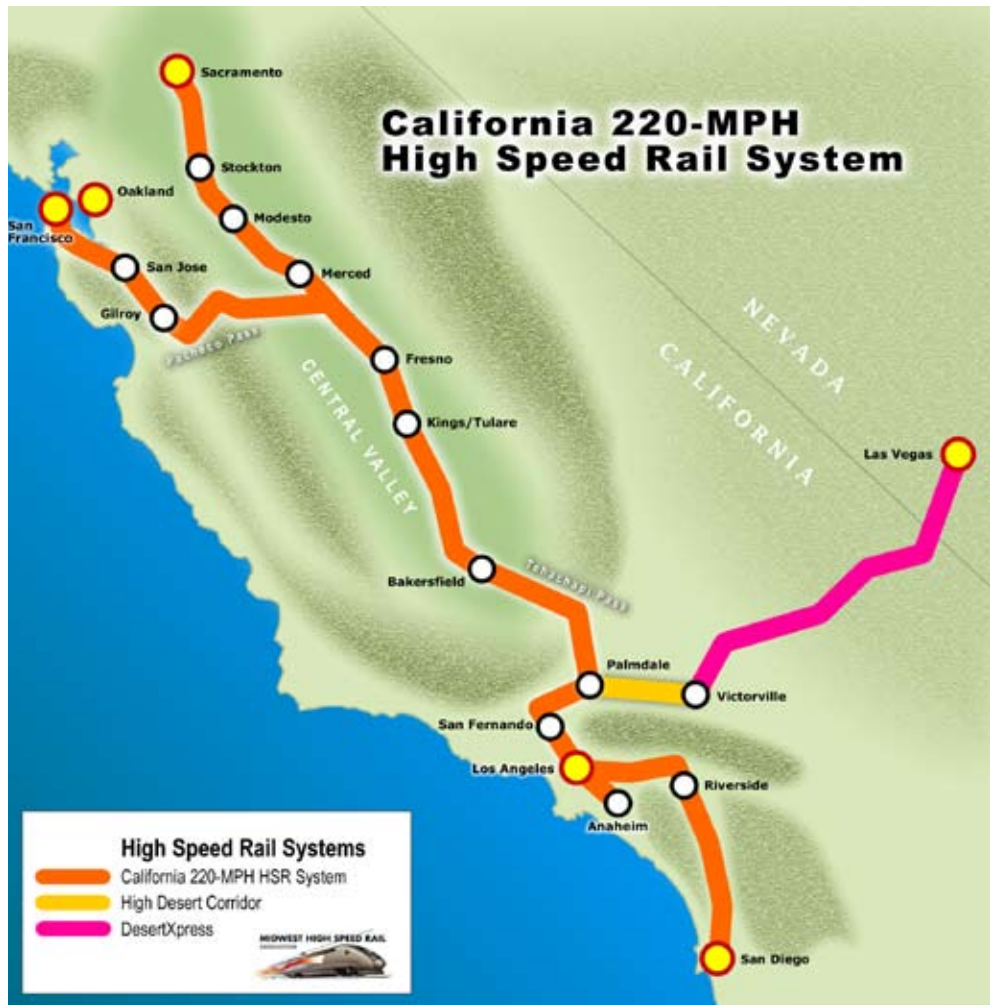 California 220-MPH
High Speed Rail System
Sacramento
Stockton
Oakland
San
Francisco
Modesto
San Jose
Merced
Gilroy
Pacheco Pass
Fresno
CENTRAL VALLEY
Kings/Tulare
NEVADA
CALIFORNIA
Las Vegas
Bakersfield
Tehachapi Pass
Palmdale
Victorville
San Fernando
Los Angeles
Riverside
Anaheim
San Diego
High Speed Rail Systems
California 220-MPH HSR System
High Desert Corridor
DesertXpress
MIDWEST HIGH SPEED RAIL